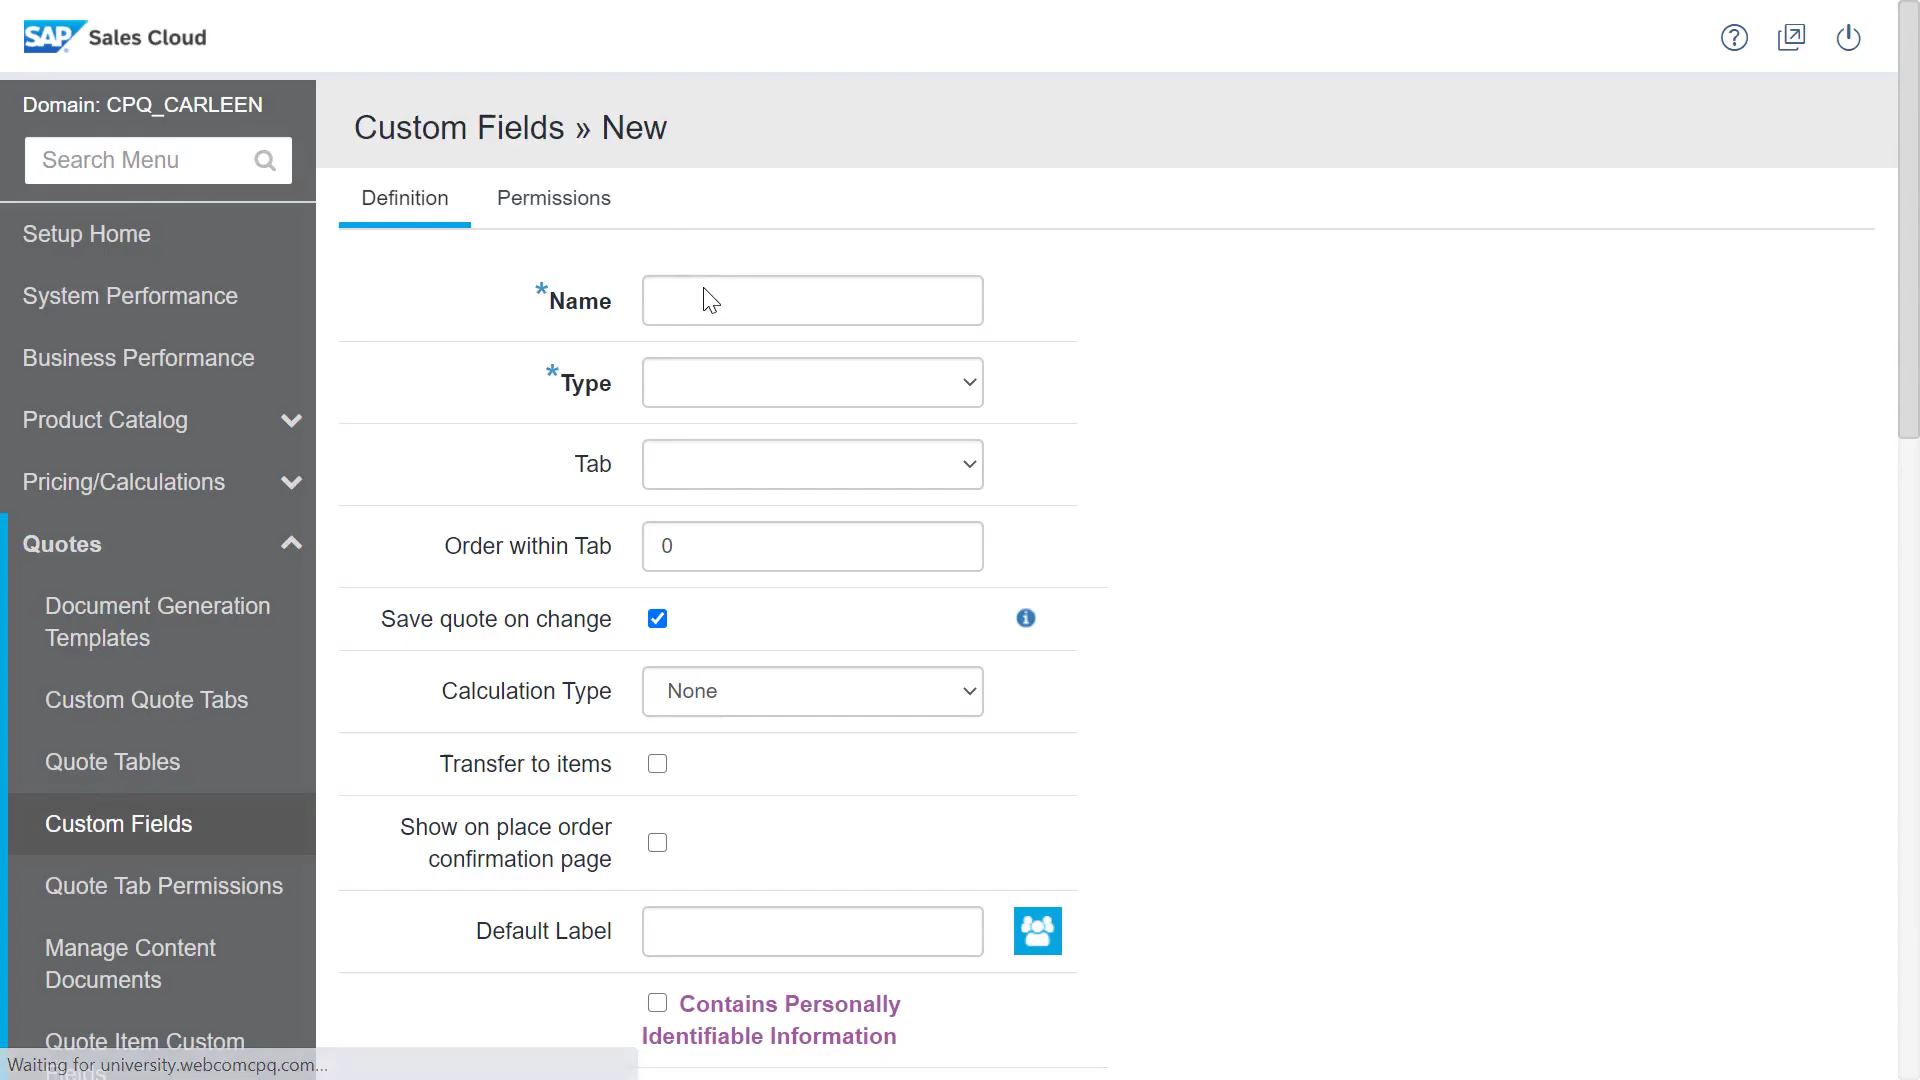 SAP Sales Cloud
Domain: CPQ_CARLEEN
Search Menu
Setup Home
System Performance
Business Performance
Product Catalog
Pricing/Calculations
Quotes
Document Generation
Templates
Custom Quote Tabs
Quote Tables
Custom Fields
Quote Tab Permissions
Manage Content
Documents
Quote Item Custom
Fields
Waiting for university.webcomcpq.com...
Custom Fields » New
Definition
Permissions
*Name
*Type
Tab
Order within Tab
0
Save quote on change
Calculation Type
None
Transfer to items
Show on place order
confirmation page
Default Label
Contains Personally
Identifiable Information